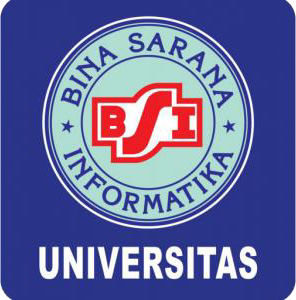 BINA SARANA
BSI
INFORMATIKA
UNIVERSITAS